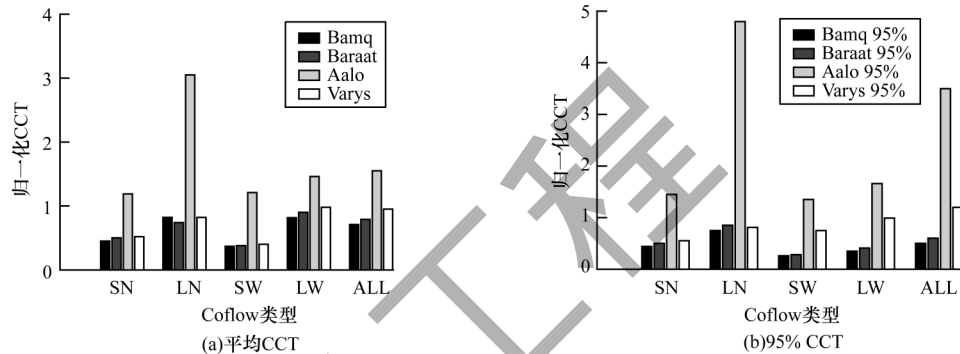 4
3
2
1
0
归一化CCT
Bamq
Baraat
Aalo
Varys
SN LN SW LW ALL
Coflow类型
(a)平均CCT
5
4
3
2
1
0
归一化CCT
Bamq 95%
Baraat 95%
Aalo 95%
Varys 95%
SN LN SW LW ALL
Coflow类型
(b)95% CCT
工程